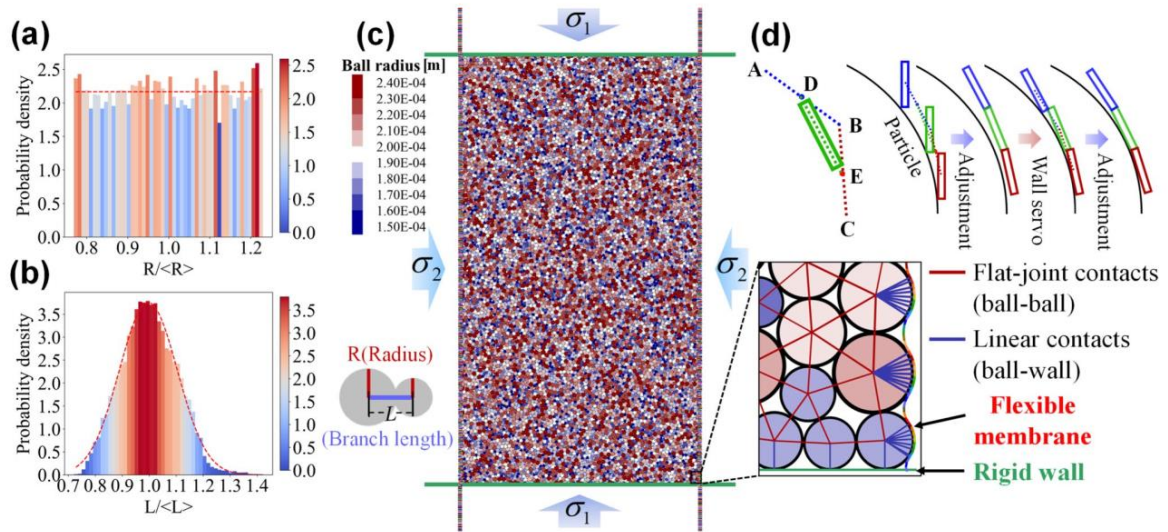 (a)
Probability density
2.5
2.0
1.5
1.0
0.5
0.0
0.8 0.9 1.0 1.1 1.2
R/<R>
2.5
2.0
1.5
1.0
0.5
0.0
(b)
Probability density
3.5
3.0
2.5
2.0
1.5
1.0
0.5
0.0
0.7 0.8 0.9 1.0 1.1 1.2 1.3 1.4
L/<L>
3.5
3.0
2.5
2.0
1.5
1.0
0.5
0.0
(c)
Ball radius [m]
2.40E-04
2.30E-04
2.20E-04
2.10E-04
2.00E-04
1.90E-04
1.80E-04
1.70E-04
1.60E-04
1.50E-04
σ1
σ2
σ2
σ1
R(Radius)
L
(Branch length)
(d)
A
D
B
E
C
Particle
Adjustment
Wall servo
Adjustment
Flat-joint contacts
(ball-ball)
Linear contacts
(ball-wall)
Flexible
membrane
Rigid wall